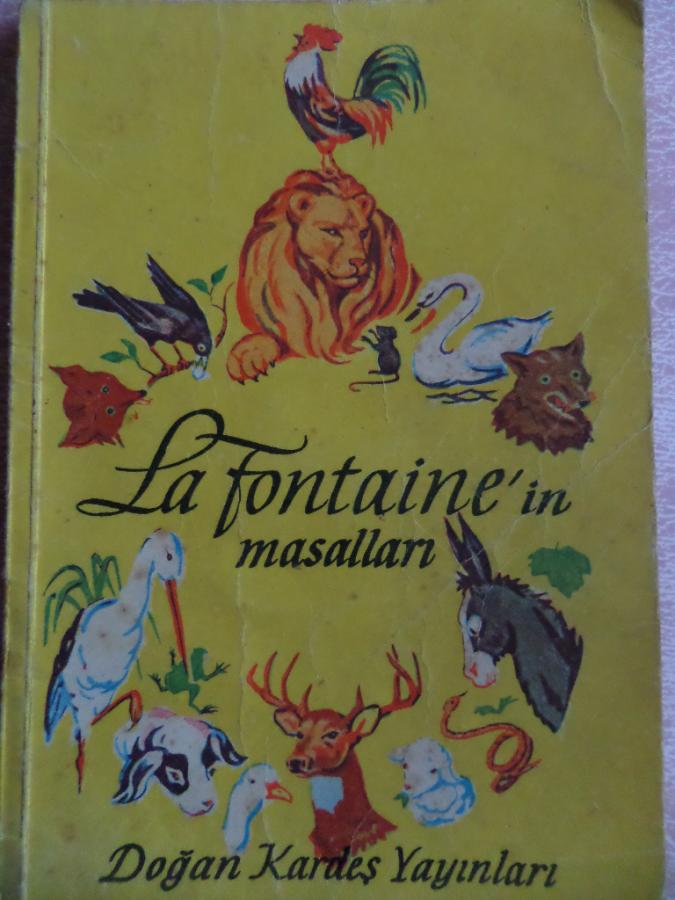 La Fontaine'in
masalları
Doğan Kardeş Yayınları